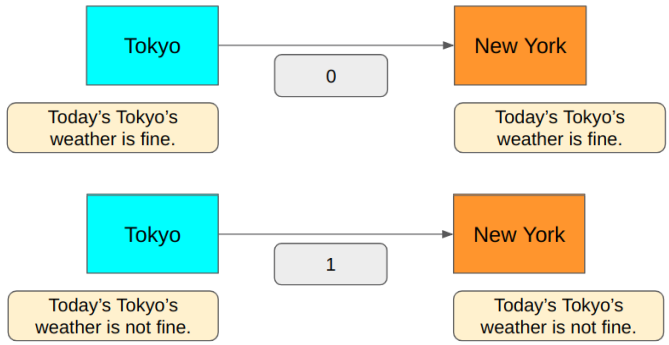 Tokyo
New York
0
Today's Tokyo's
weather is fine.
Today's Tokyo's
weather is fine.
Tokyo
New York
1
Today's Tokyo's
weather is not fine.
Today's Tokyo's
weather is not fine.